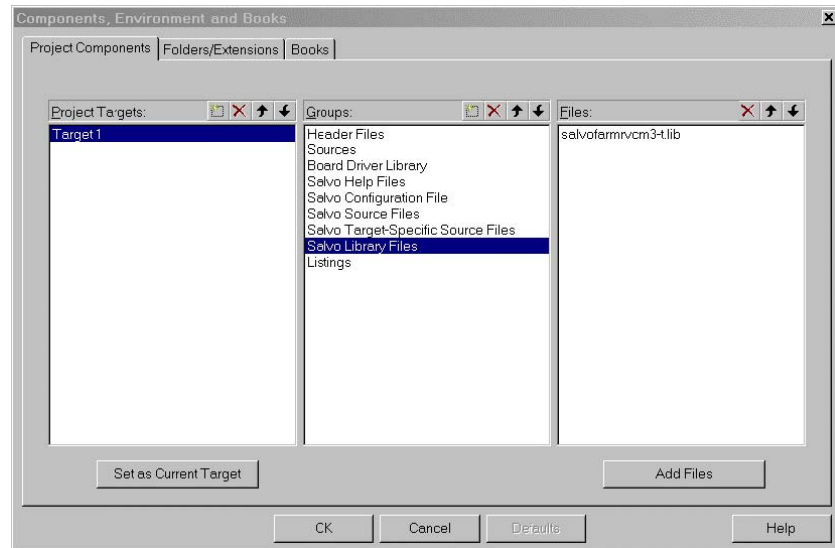 Components, Environment and Books
Project Components Folders/Extensions Books
Project Targets: Groups: Files:
Target 1 Header Files salvofarmrvcm3-t.lib
Sources
Board Driver Library
Salvo Help Files
Salvo Configuration File
Salvo Source Files
Salvo Target-Specific Source Files
Salvo Library Files
Listings
Set as Current Target Add Files
OK Cancel Defaults Help